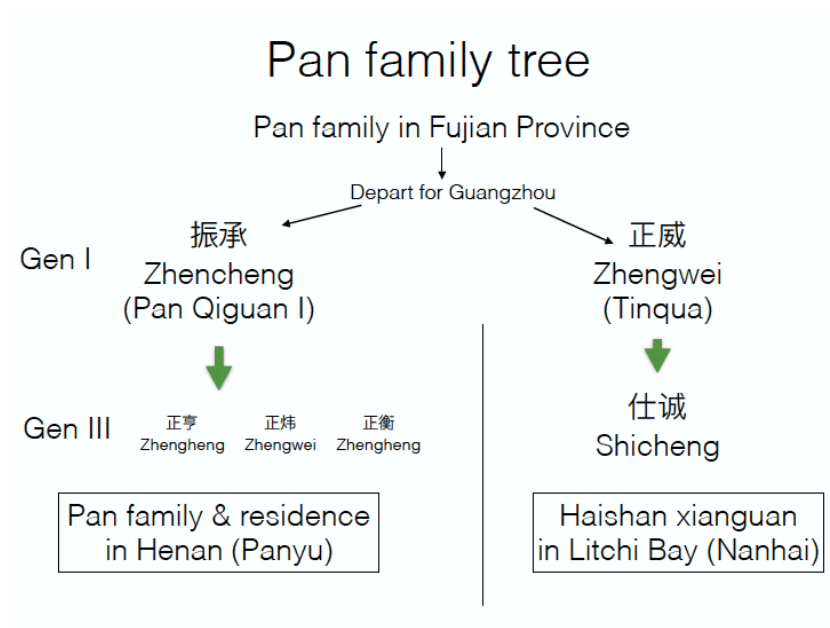 Pan family tree
Pan family in Fujian Province
Depart for Guangzhou
Gen I
振承
Zhencheng
(Pan Qiguan I)
正威
Zhengwei
(Tinqua)
Gen III
正亨
Zhengheng
正炜
Zhengwei
正衡
Zhengheng
仕诚
Shicheng
Pan family & residence
in Henan (Panyu)
Haishan xianguan
in Litchi Bay (Nanhai)